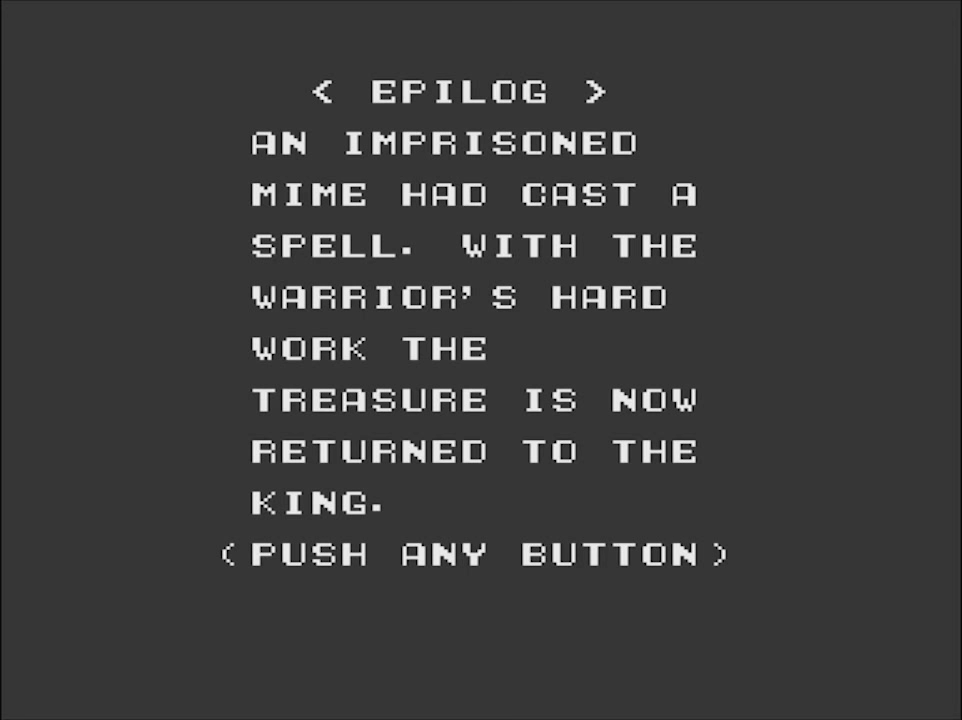 < EPILOG >
AN IMPRISONED
MIME HAD CAST A
SPELL. WITH THE
WARRIOR'S HARD
WORK THE
TREASURE IS NOW
RETURNED TO THE
KING.
(PUSH ANY BUTTON)